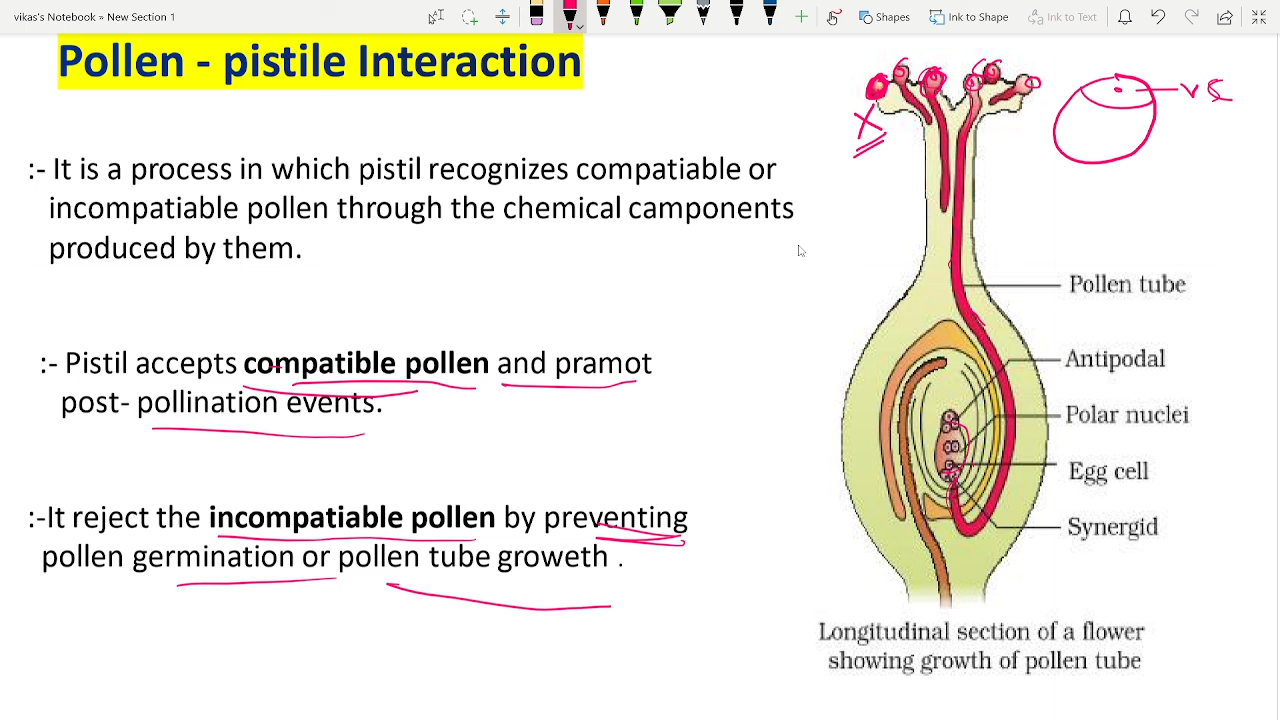 vikas's Notebook » New Section 1
Shapes
Ink to Shape
Ink to Text
Pollen - pistile Interaction
:- It is a process in which pistil recognizes compatiable or
incompatiable pollen through the chemical camponents
produced by them.
:- Pistil accepts compatible pollen and pramot
post- pollination events.
:-It reject the incompatiable pollen by preventing
pollen germination or pollen tube groweth .
Pollen tube
Antipodal
Polar nuclei
Egg cell
Synergid
Longitudinal section of a flower
showing growth of pollen tube